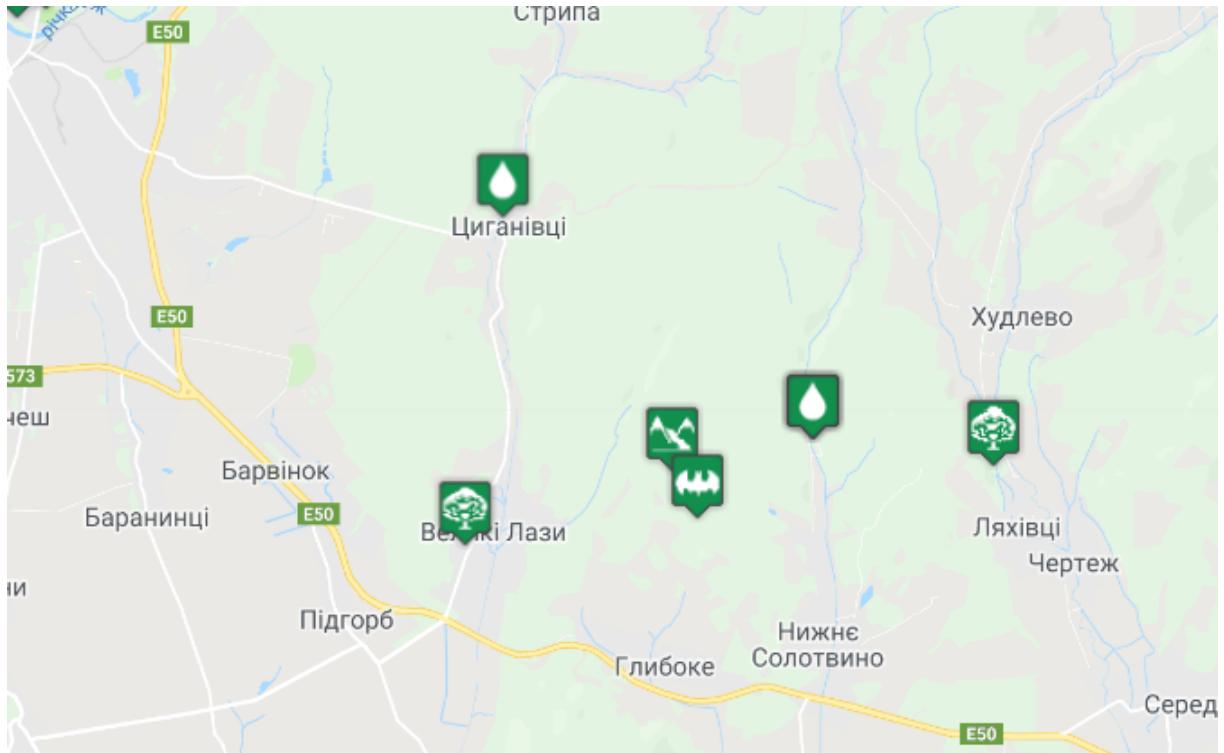 Стрипа
річка
E50
Циганівці
E50
Худлево
573
чеш
Барвінок
E50
Баранинці
Великі Лази
Ляхівці
Чертеж
ни
Підгорб
Нижнє
Солотвино
Глибоке
Серед
E50